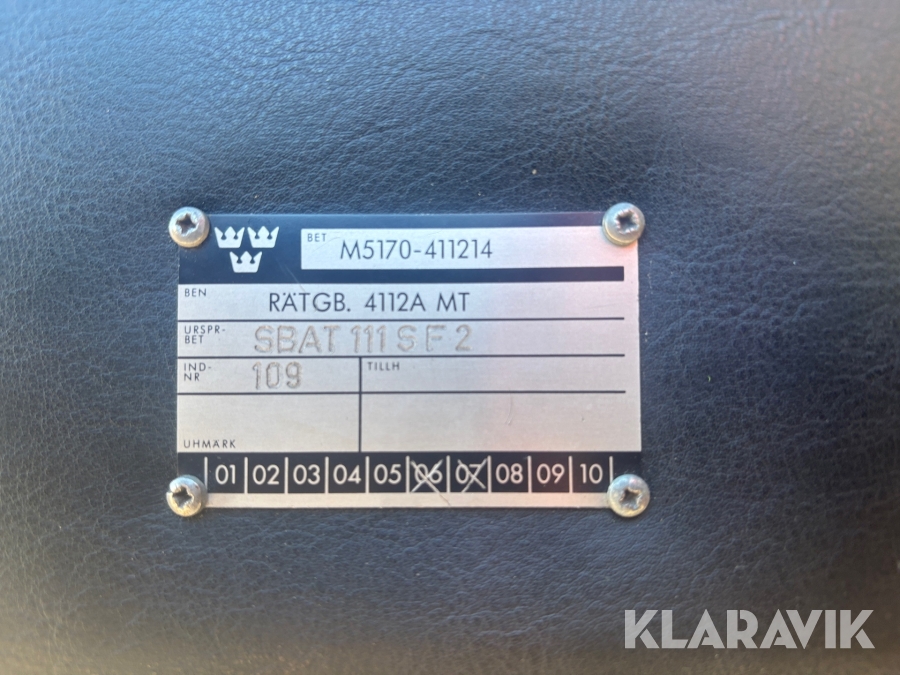 BET M5170-411214
BEN RÄTGB. 4112A MT
URSPR-
BET SBAT 111 S F 2
IND-
NR 109
TILLH
UHMÄRK
01 02 03 04 05 06 07 08 09 10
KLARAVIK